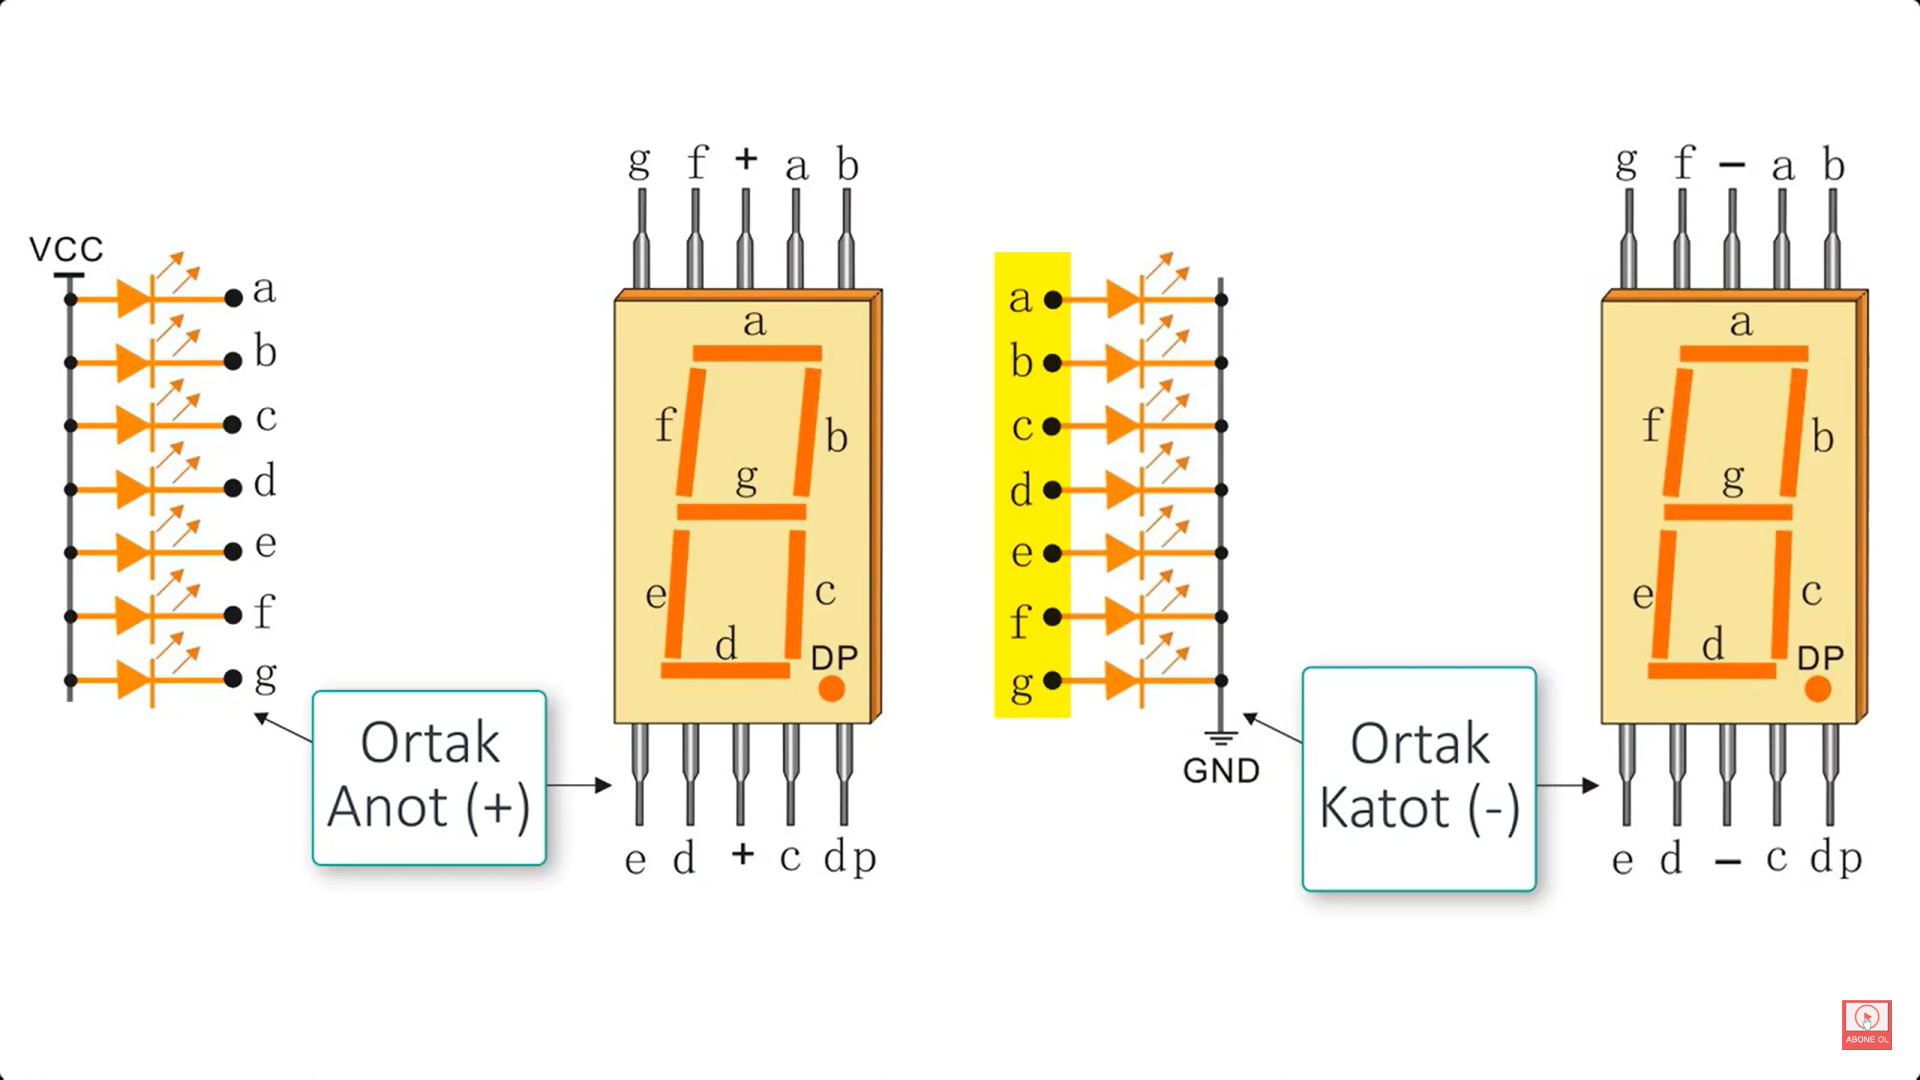 VCC
a
b
c
d
e
f
g
Ortak
Anot (+)
g f + a b
a
f
b
g
e
c
d
DP
e d + c dp
a
b
c
d
e
f
g
GND
Ortak
Katot (-)
g f - a b
a
f
b
g
e
c
d
DP
e d - c dp
ABONE OL